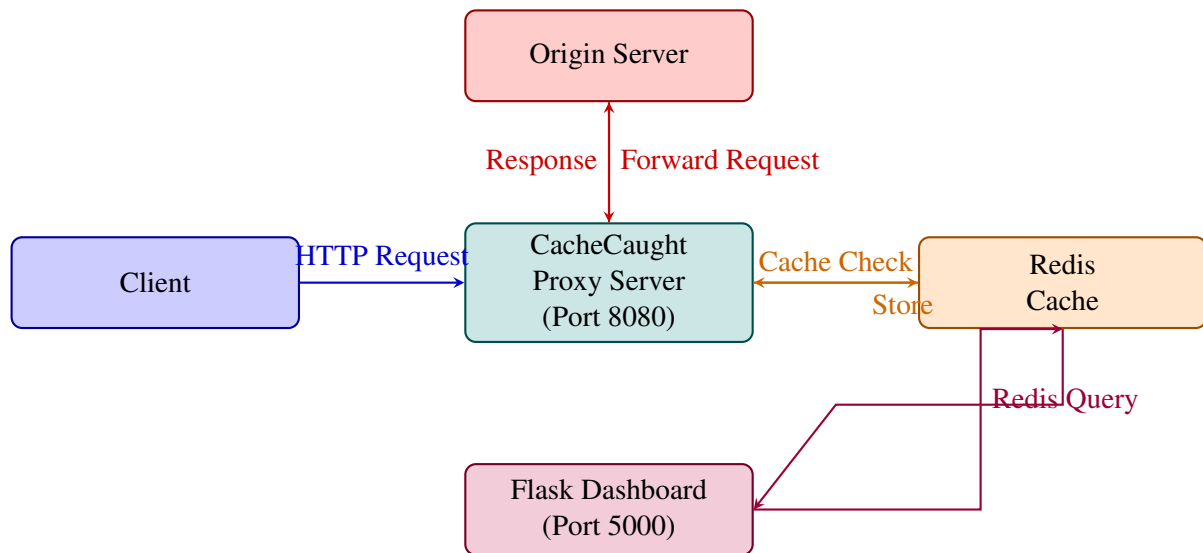 Origin Server
Response
Forward Request
Client
HTTP Request
CacheCaught
Proxy Server
(Port 8080)
Cache Check
Store
Redis
Cache
Redis Query
Flask Dashboard
(Port 5000)